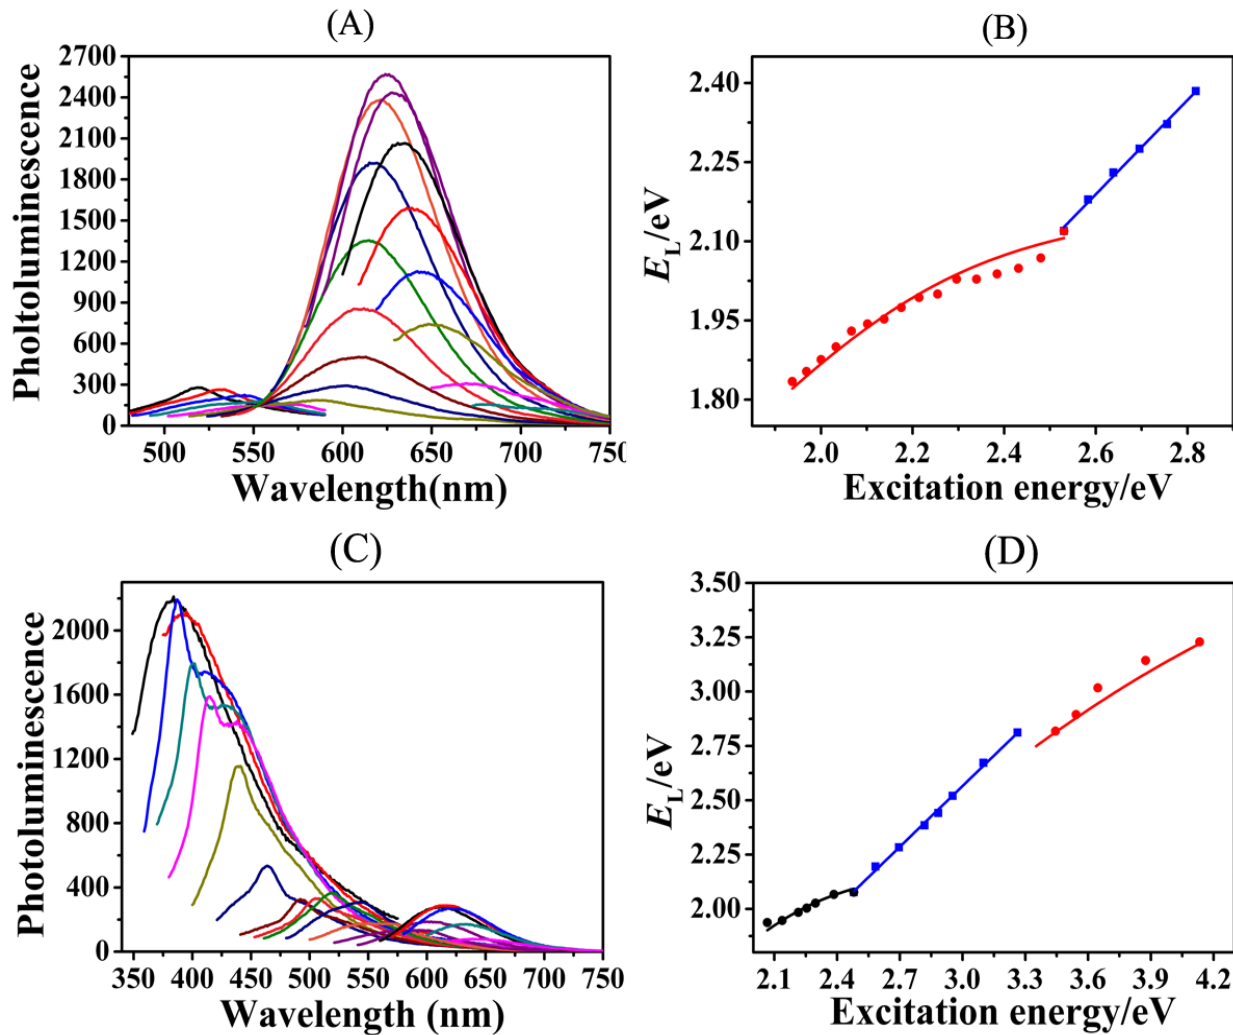 (A)
2700
2400
2100
1800
1500
1200
900
600
300
0
Pholtoluminescence
500 550 600 650 700 750
Wavelength(nm)
(B)
2.40
2.25
2.10
1.95
1.80
E_L/eV
2.0 2.2 2.4 2.6 2.8
Excitation energy/eV
(C)
2000
1600
1200
800
400
0
Photoluminescence
350 400 450 500 550 600 650 700 750
Wavelength (nm)
(D)
3.50
3.25
3.00
2.75
2.50
2.25
2.00
E_L/eV
2.1 2.4 2.7 3.0 3.3 3.6 3.9 4.2
Excitation energy/eV